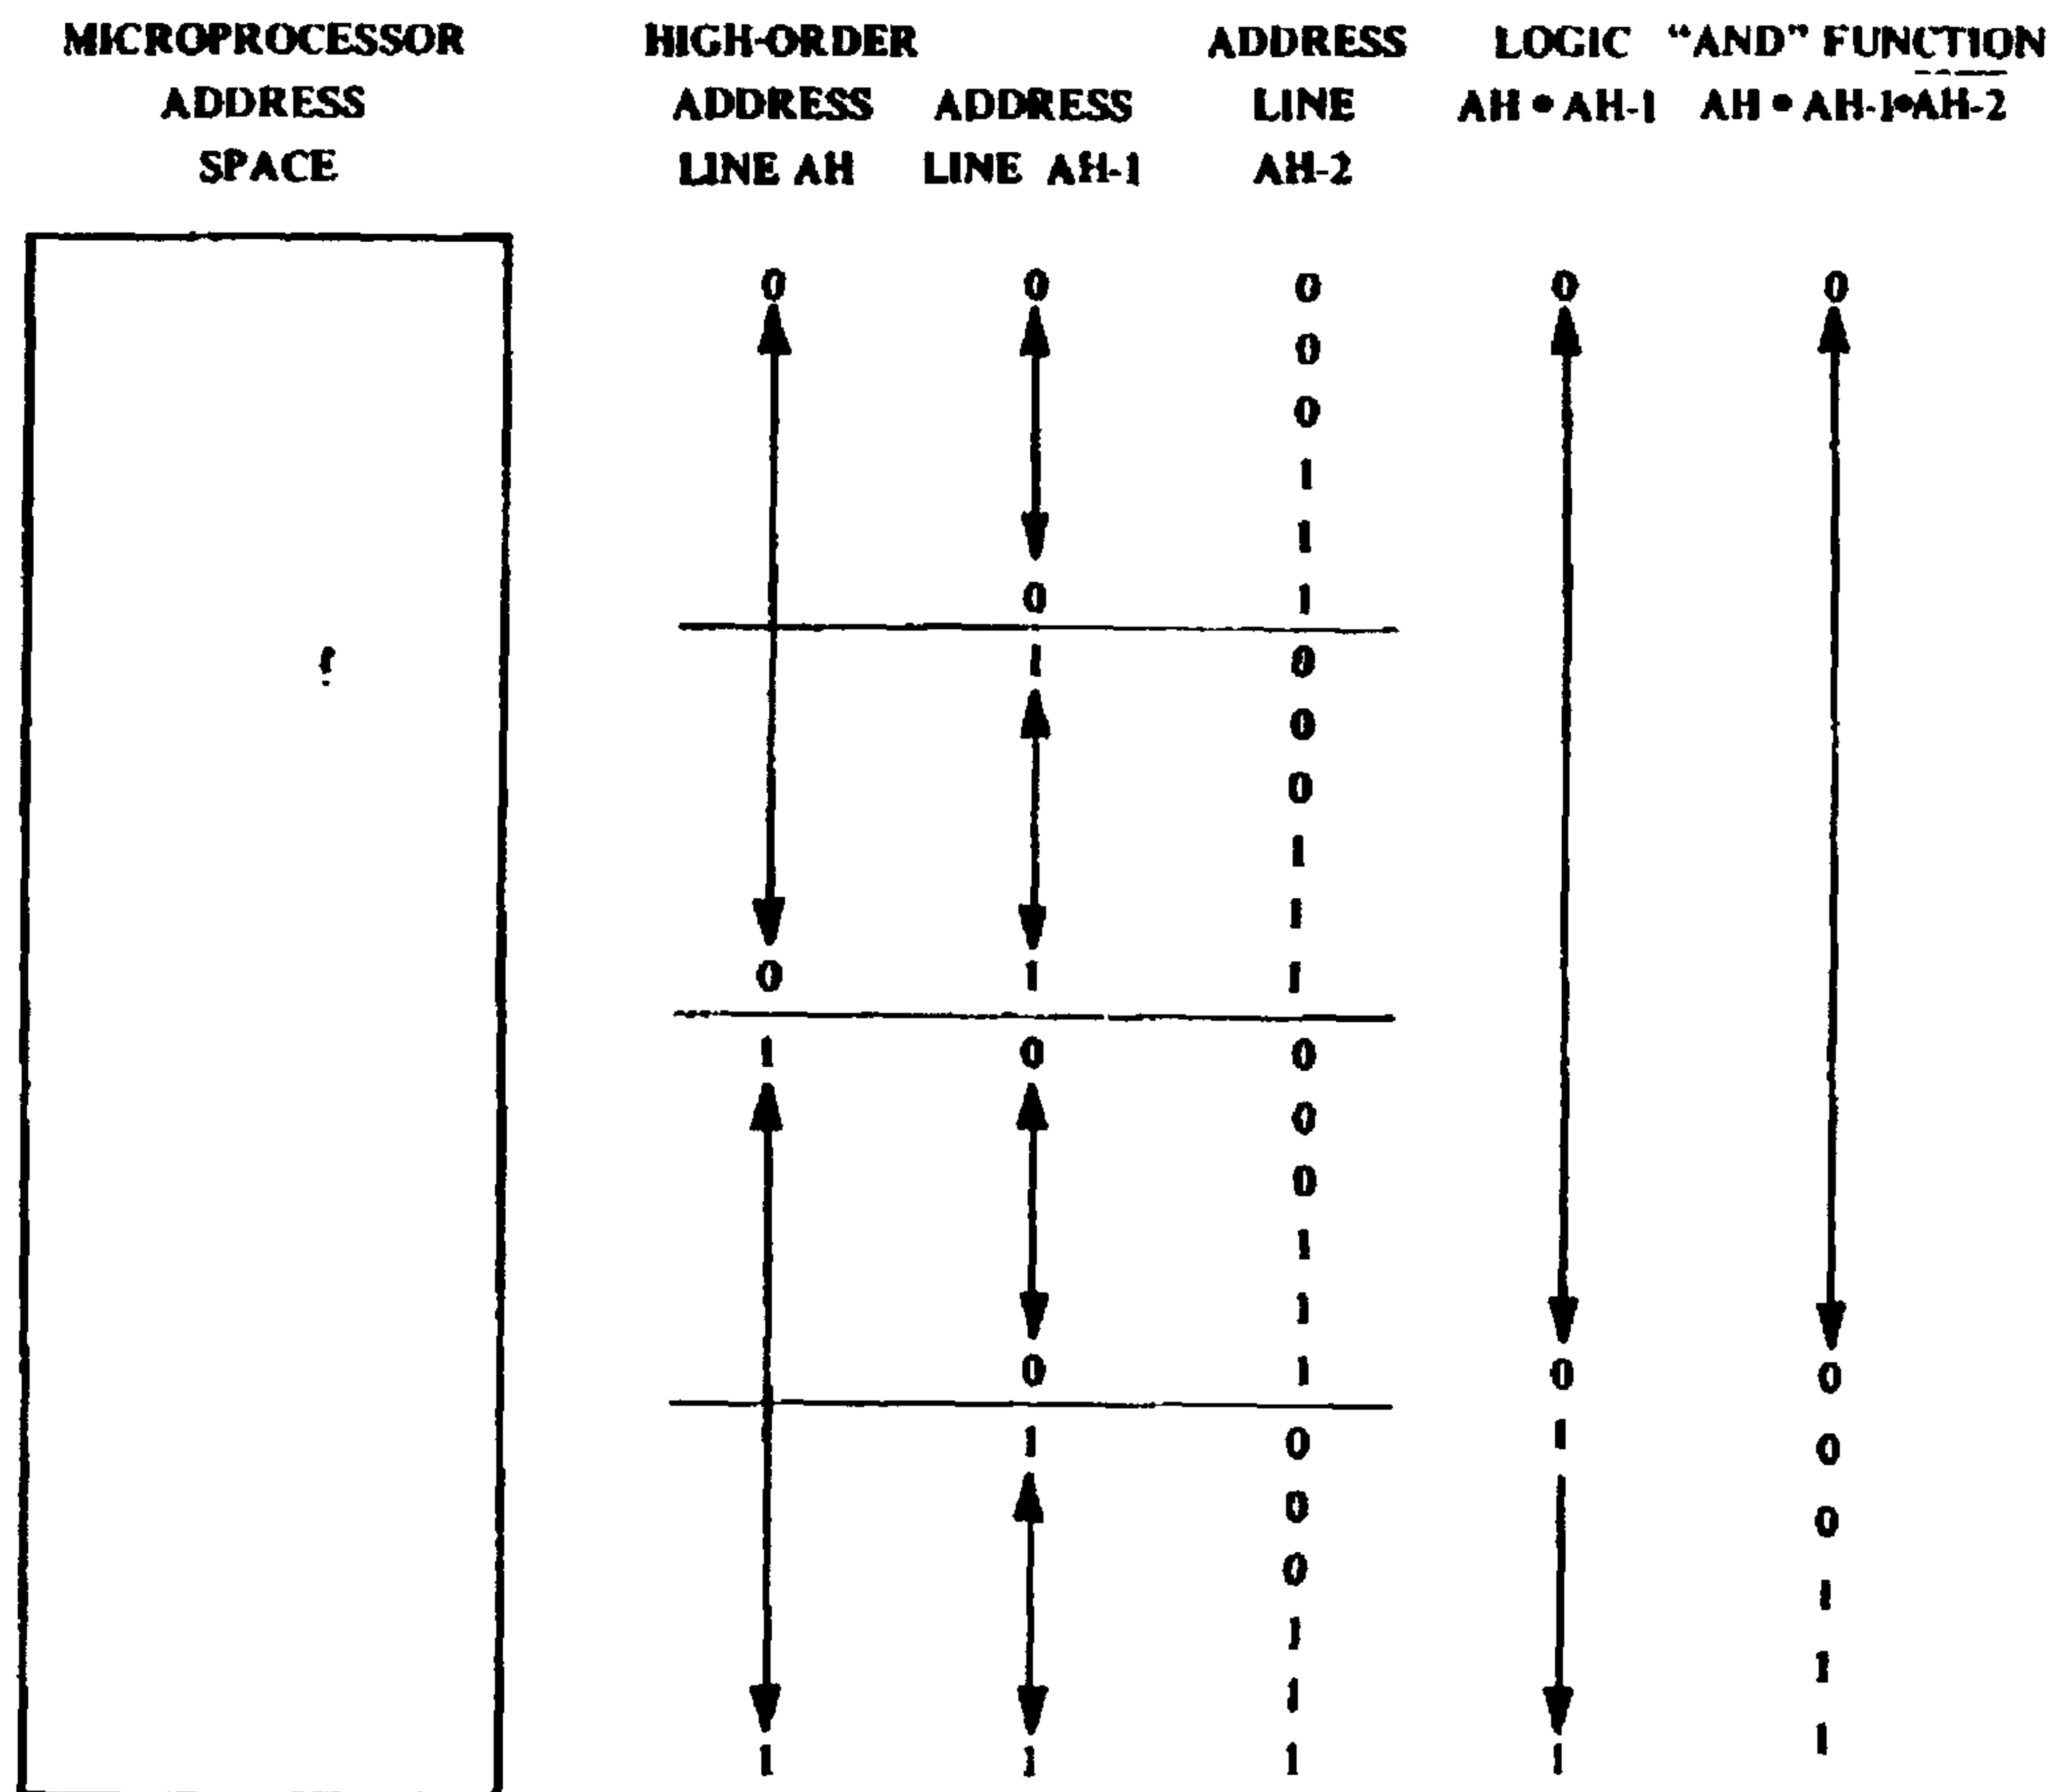 MICROPROCESSOR HIGH-ORDER ADDRESS LOGIC “AND” FUNCTION
ADDRESS ADDRESS ADDRESS LINE AH • AH-1 AH • AH-1•AH-2
SPACE LINE AH LINE AH-1 AH-2
0 0 0 0 0
0
0
1
1
0 1
1 0
0
0
1
1
0 1 1
1 0 0
0
0
1
1
0 1 0 0
1 0 1 0
0 0
0
1 1
1 1
1 1 1 1 1